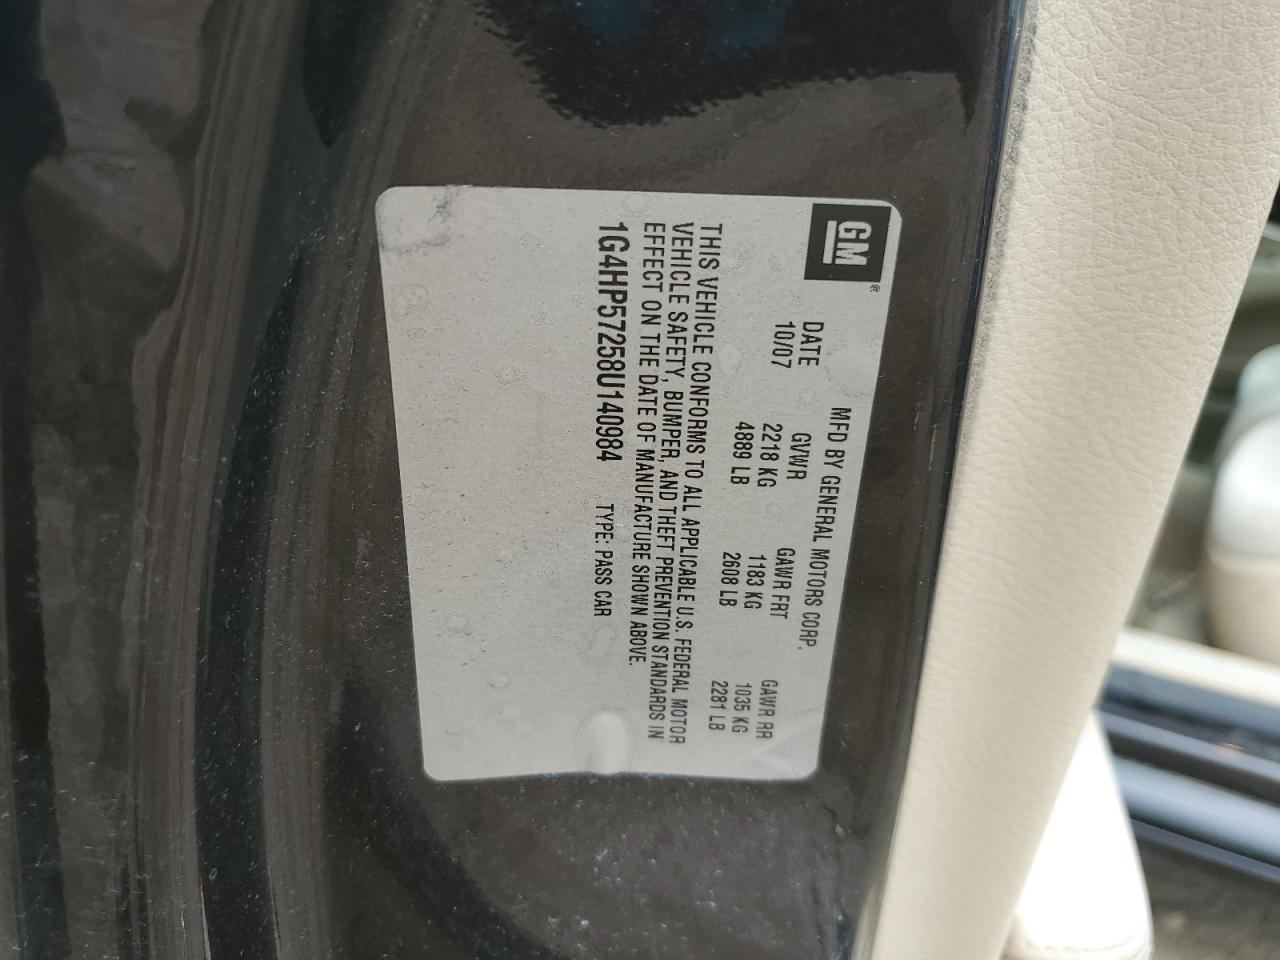 GM
®
MFD BY GENERAL MOTORS CORP.
DATE GVWR GAWR FRT GAWR RR
10/07 2218 KG 1183 KG 1035 KG
4889 LB 2608 LB 2281 LB
THIS VEHICLE CONFORMS TO ALL APPLICABLE U.S. FEDERAL MOTOR
VEHICLE SAFETY, BUMPER, AND THEFT PREVENTION STANDARDS IN
EFFECT ON THE DATE OF MANUFACTURE SHOWN ABOVE.
1G4HP57258U140984 TYPE: PASS CAR